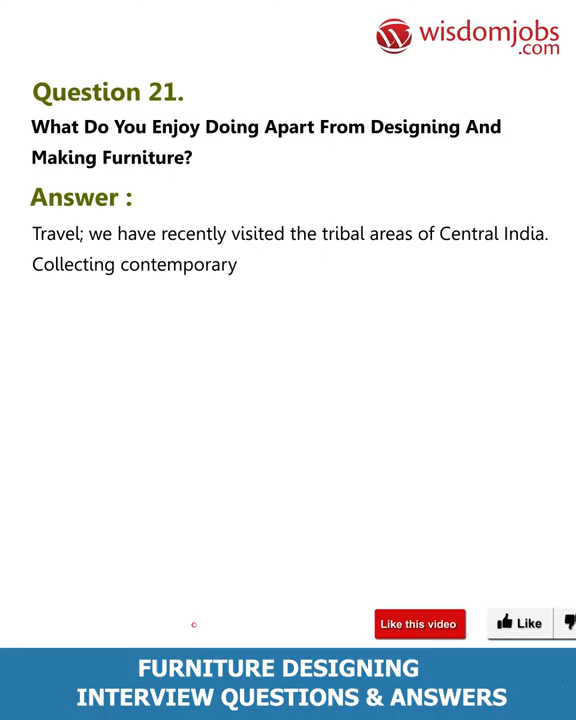 wisdomjobs
.com
Question 21.
What Do You Enjoy Doing Apart From Designing And
Making Furniture?
Answer :
Travel; we have recently visited the tribal areas of Central India.
Collecting contemporary
Like this video
Like
FURNITURE DESIGNING
INTERVIEW QUESTIONS & ANSWERS